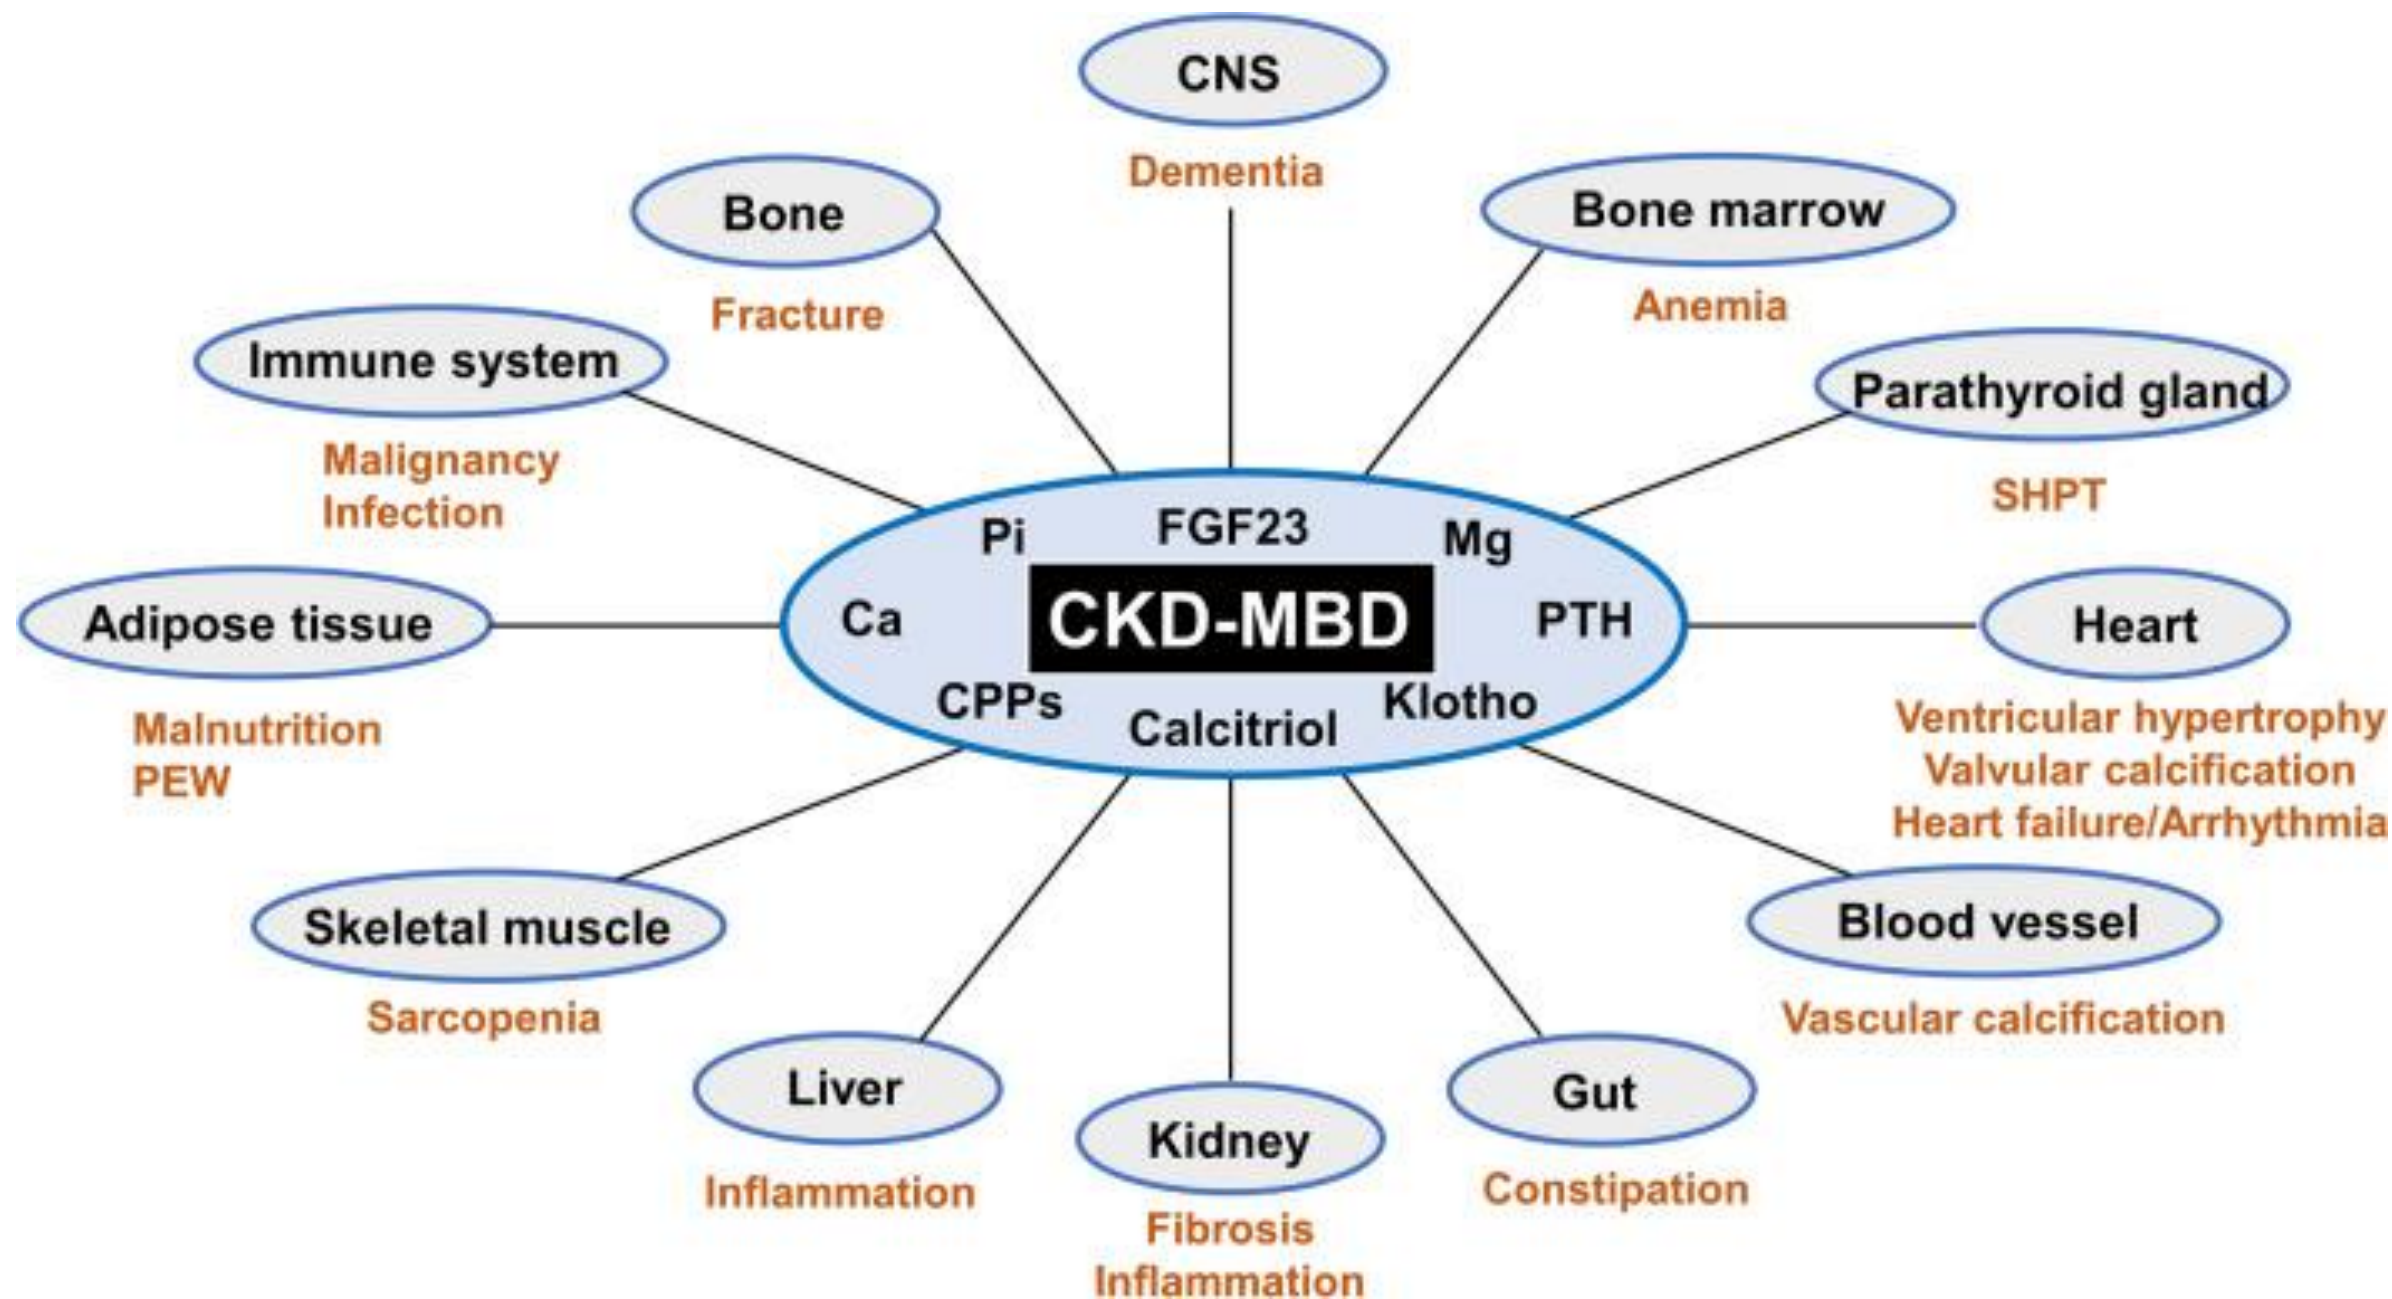 CNS
Dementia
Bone
Fracture
Bone marrow
Anemia
Immune system
Malignancy
Infection
Parathyroid gland
SHPT
Pi
FGF23
Mg
Ca
CKD-MBD
PTH
CPPs
Calcitriol
Klotho
Adipose tissue
Malnutrition
PEW
Heart
Ventricular hypertrophy
Valvular calcification
Heart failure/Arrhythmia
Skeletal muscle
Sarcopenia
Blood vessel
Vascular calcification
Liver
Inflammation
Kidney
Fibrosis
Inflammation
Gut
Constipation